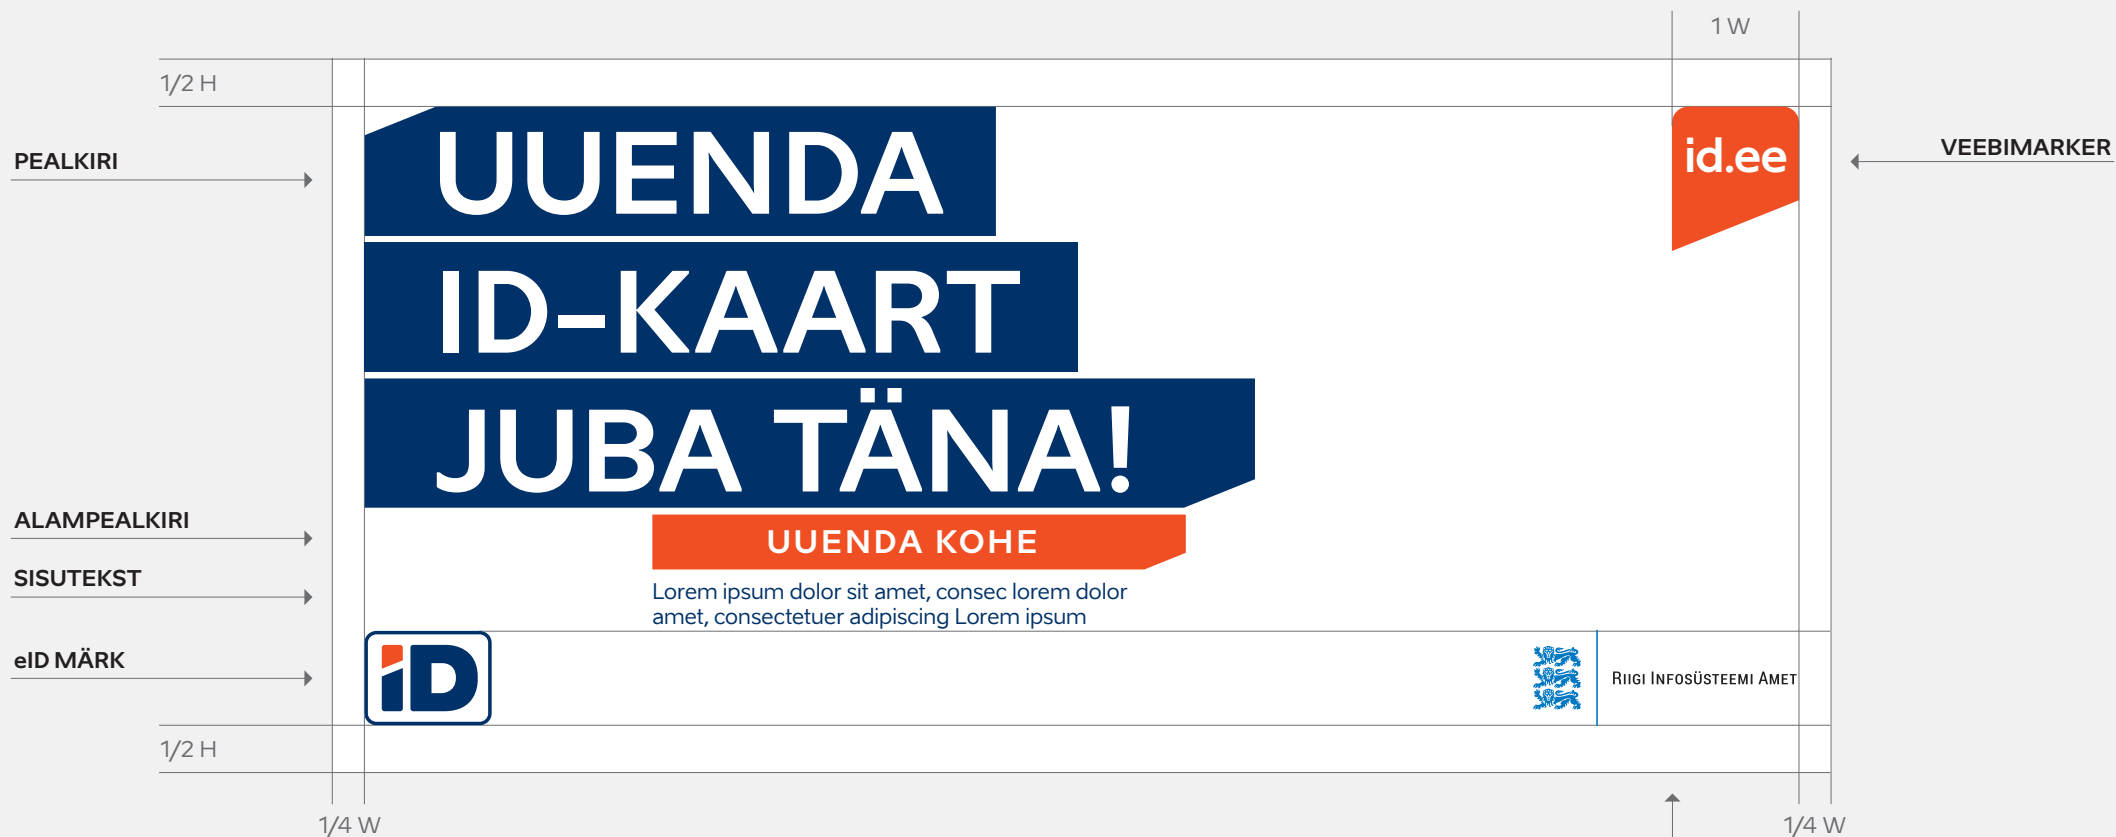 1 W
1/2 H
PEALKIRI
UUENDA
ID-KAART
JUBA TÄNA!
id.ee
VEEBIMARKER
ALAMPEALKIRI
UUENDA KOHE
SISUTEKST
Lorem ipsum dolor sit amet, consec lorem dolor
amet, consectetuer adipiscing Lorem ipsum
eID MÄRK
iD
RIIGI INFOSÜSTEEMI AMET
1/2 H
1/4 W
1/4 W